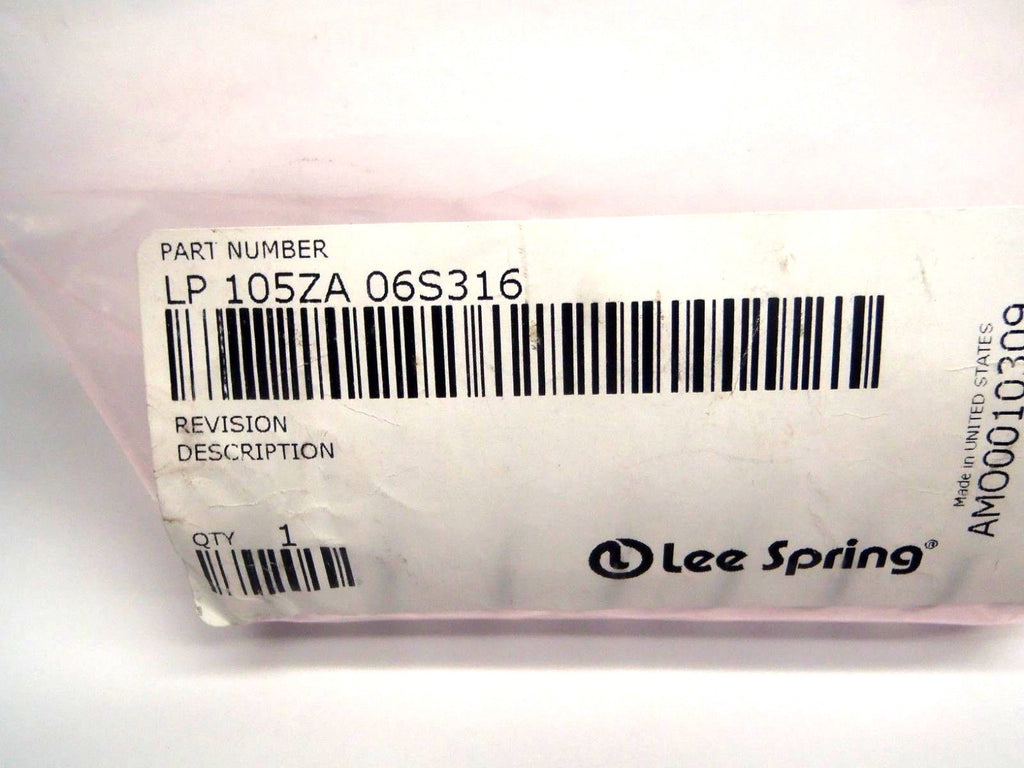 PART NUMBER
LP 105ZA 06S316
REVISION
DESCRIPTION
QTY 1
Lee Spring®
Made in UNITED STATES
AM00010309